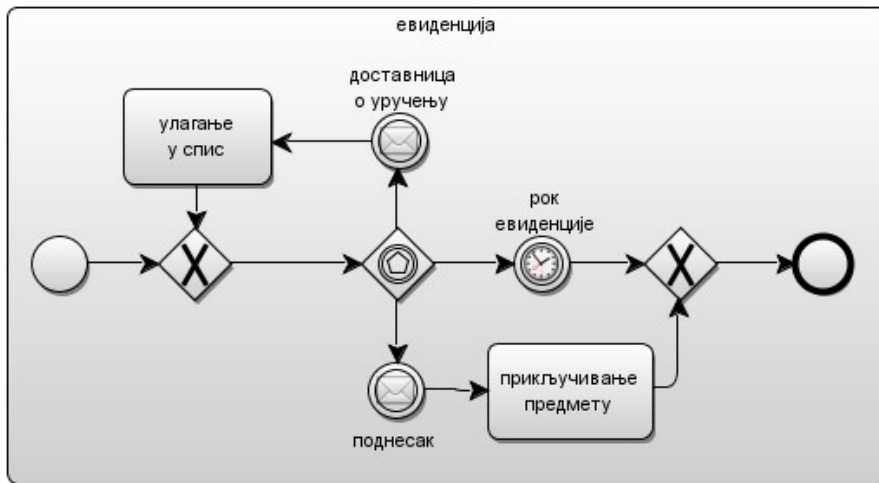 евиденција
доставница
о уручењу
улагање
у спис
рок
евиденције
прикључивање
предмету
поднесак